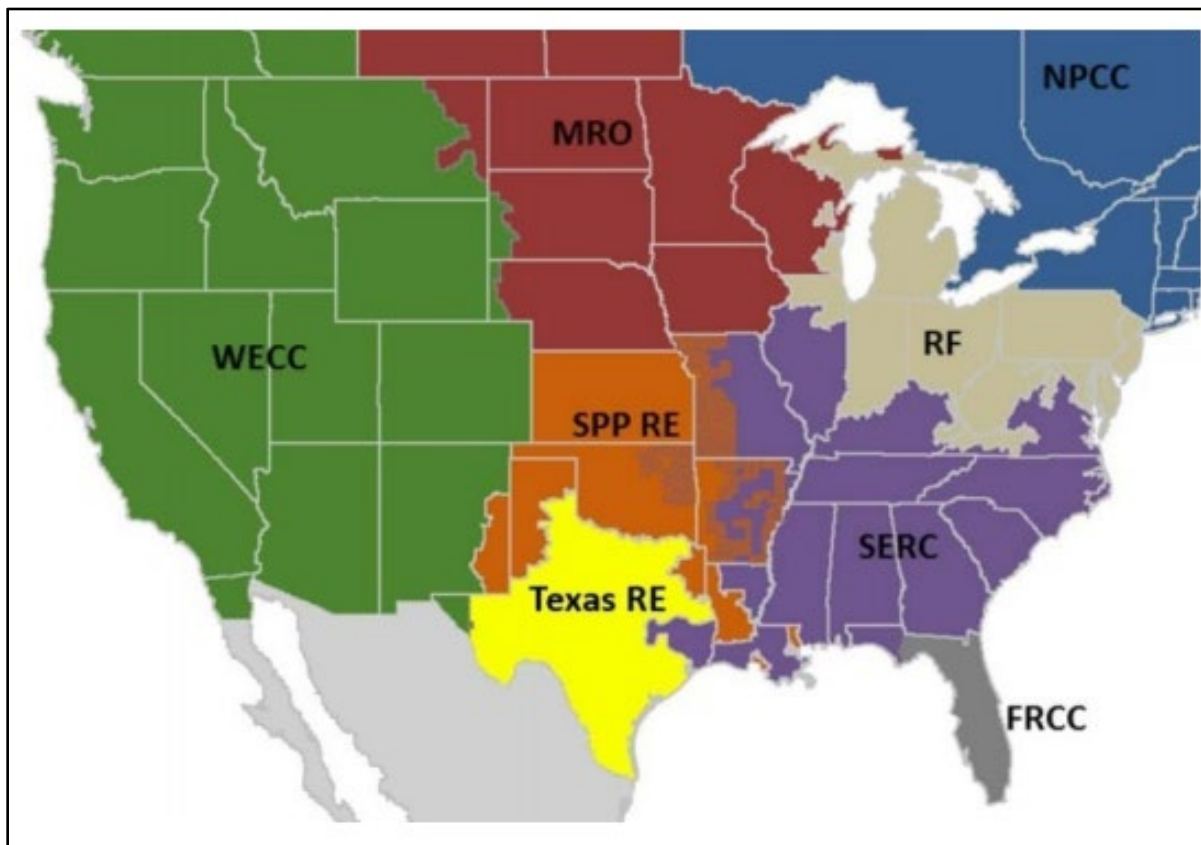 NPCC
MRO
WECC
RF
SPP RE
SERC
Texas RE
FRCC